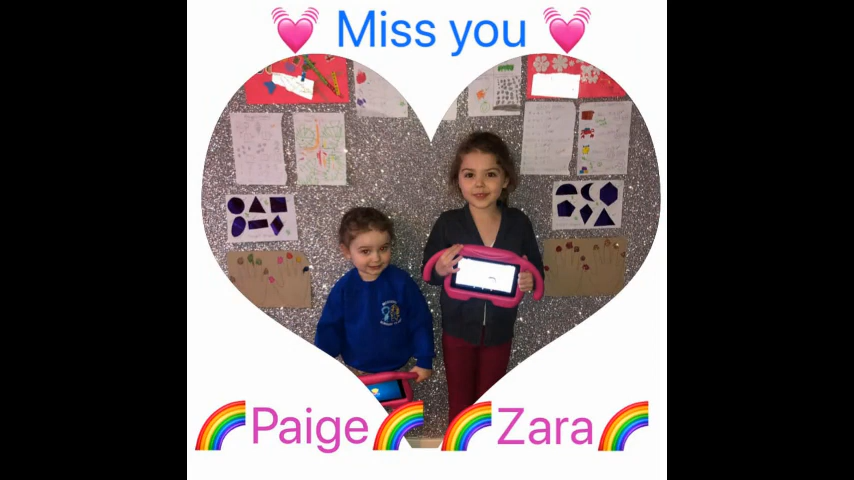 💓 Miss you 💓
🌈Paige🌈 🌈Zara🌈